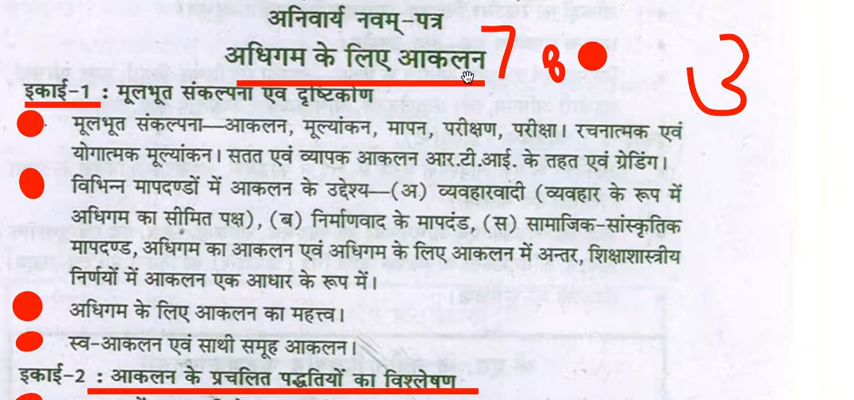 अनिवार्य नवम्-पत्र
अधिगम के लिए आकलन 7 8 3
इकाई-1 : मूलभूत संकल्पना एवं दृष्टिकोण
मूलभूत संकल्पना—आकलन, मूल्यांकन, मापन, परीक्षण, परीक्षा। रचनात्मक एवं
योगात्मक मूल्यांकन। सतत एवं व्यापक आकलन आर.टी.आई. के तहत एवं ग्रेडिंग।
विभिन्न मापदण्डों में आकलन के उद्देश्य—(अ) व्यवहारवादी (व्यवहार के रूप में
अधिगम का सीमित पक्ष), (ब) निर्माणवाद के मापदंड, (स) सामाजिक-सांस्कृतिक
मापदण्ड, अधिगम का आकलन एवं अधिगम के लिए आकलन में अन्तर, शिक्षाशास्त्रीय
निर्णयों में आकलन एक आधार के रूप में।
अधिगम के लिए आकलन का महत्त्व।
स्व-आकलन एवं साथी समूह आकलन।
इकाई-2 : आकलन के प्रचलित पद्धतियों का विश्लेषण